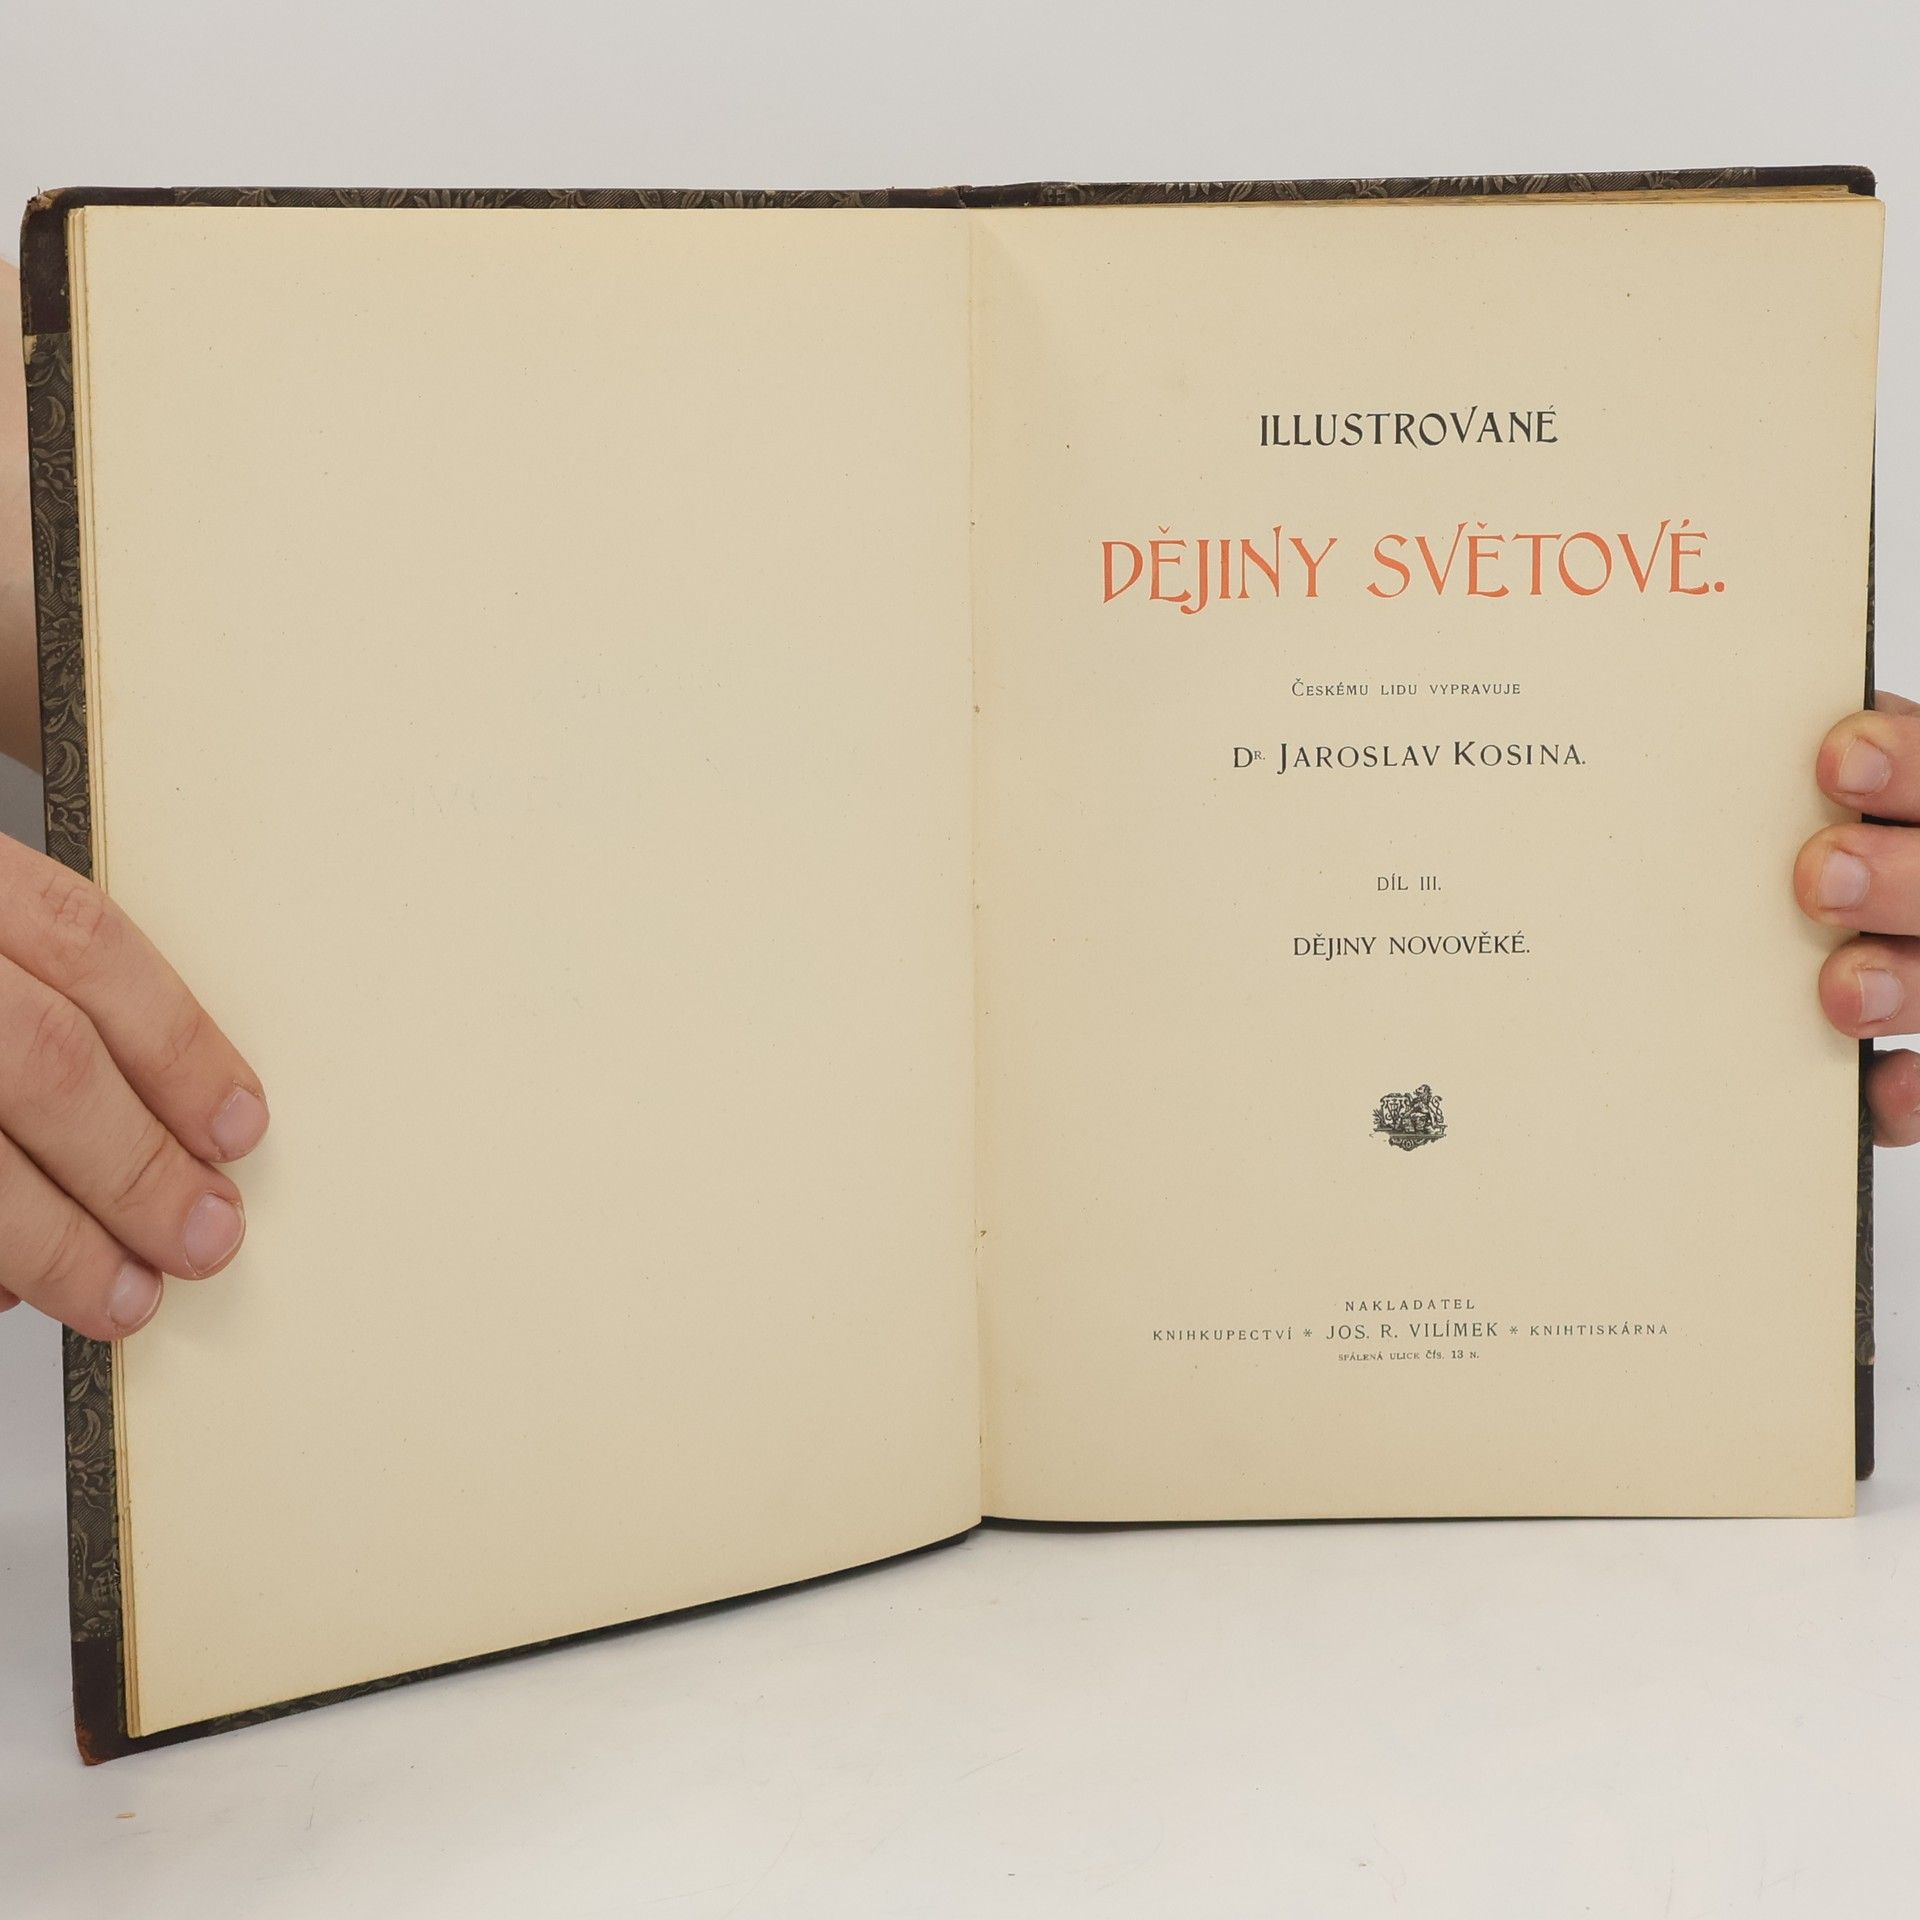 ILLUSTROVANÉ
DĚJINY SVĚTOVÉ.
ČESKÉMU LIDU VYPRAVUJE
DR. JAROSLAV KOSINA.
DÍL III.
DĚJINY NOVOVĚKÉ.
NAKLADATEL
KNIHKUPECTVÍ * JOS. R. VILÍMEK * KNIHTISKÁRNA
SPÁLENÁ ULICE ČÍS. 13 N.